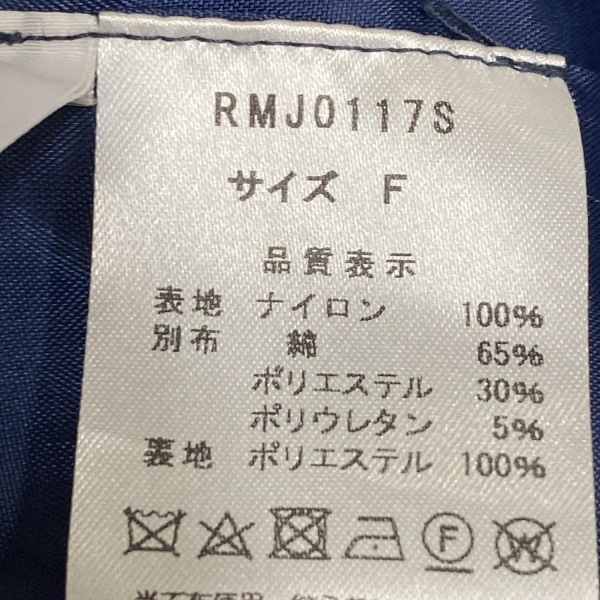 RMJ0117S
サイズ F
品質表示
表地 ナイロン 100%
別布 綿 65%
ポリエステル 30%
ポリウレタン 5%
裏地 ポリエステル 100%
F W